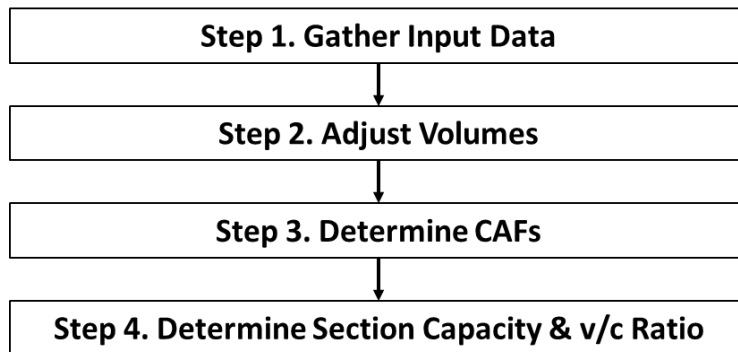 Step 1. Gather Input Data
Step 2. Adjust Volumes
Step 3. Determine CAFs
Step 4. Determine Section Capacity & v/c Ratio